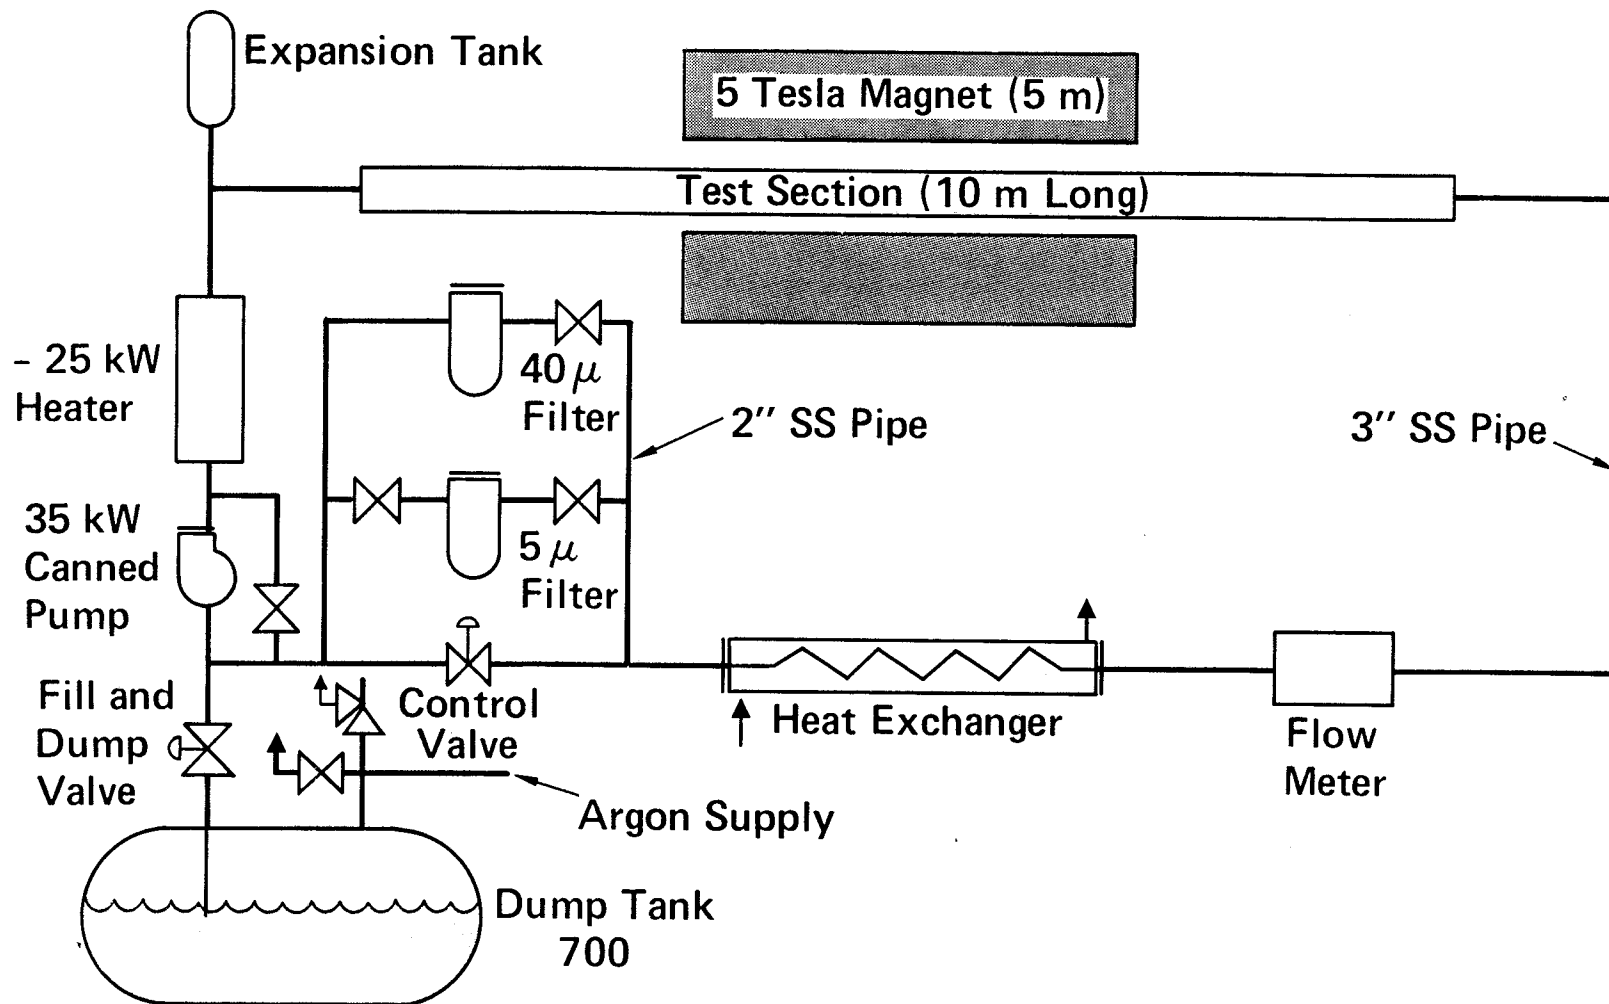 Expansion Tank
5 Tesla Magnet (5 m)
Test Section (10 m Long)
– 25 kW
Heater
40 μ
Filter
2″ SS Pipe
3″ SS Pipe
35 kW
Canned
Pump
5 μ
Filter
Fill and
Dump
Valve
Control
Valve
Heat Exchanger
Flow
Meter
Argon Supply
Dump Tank
700